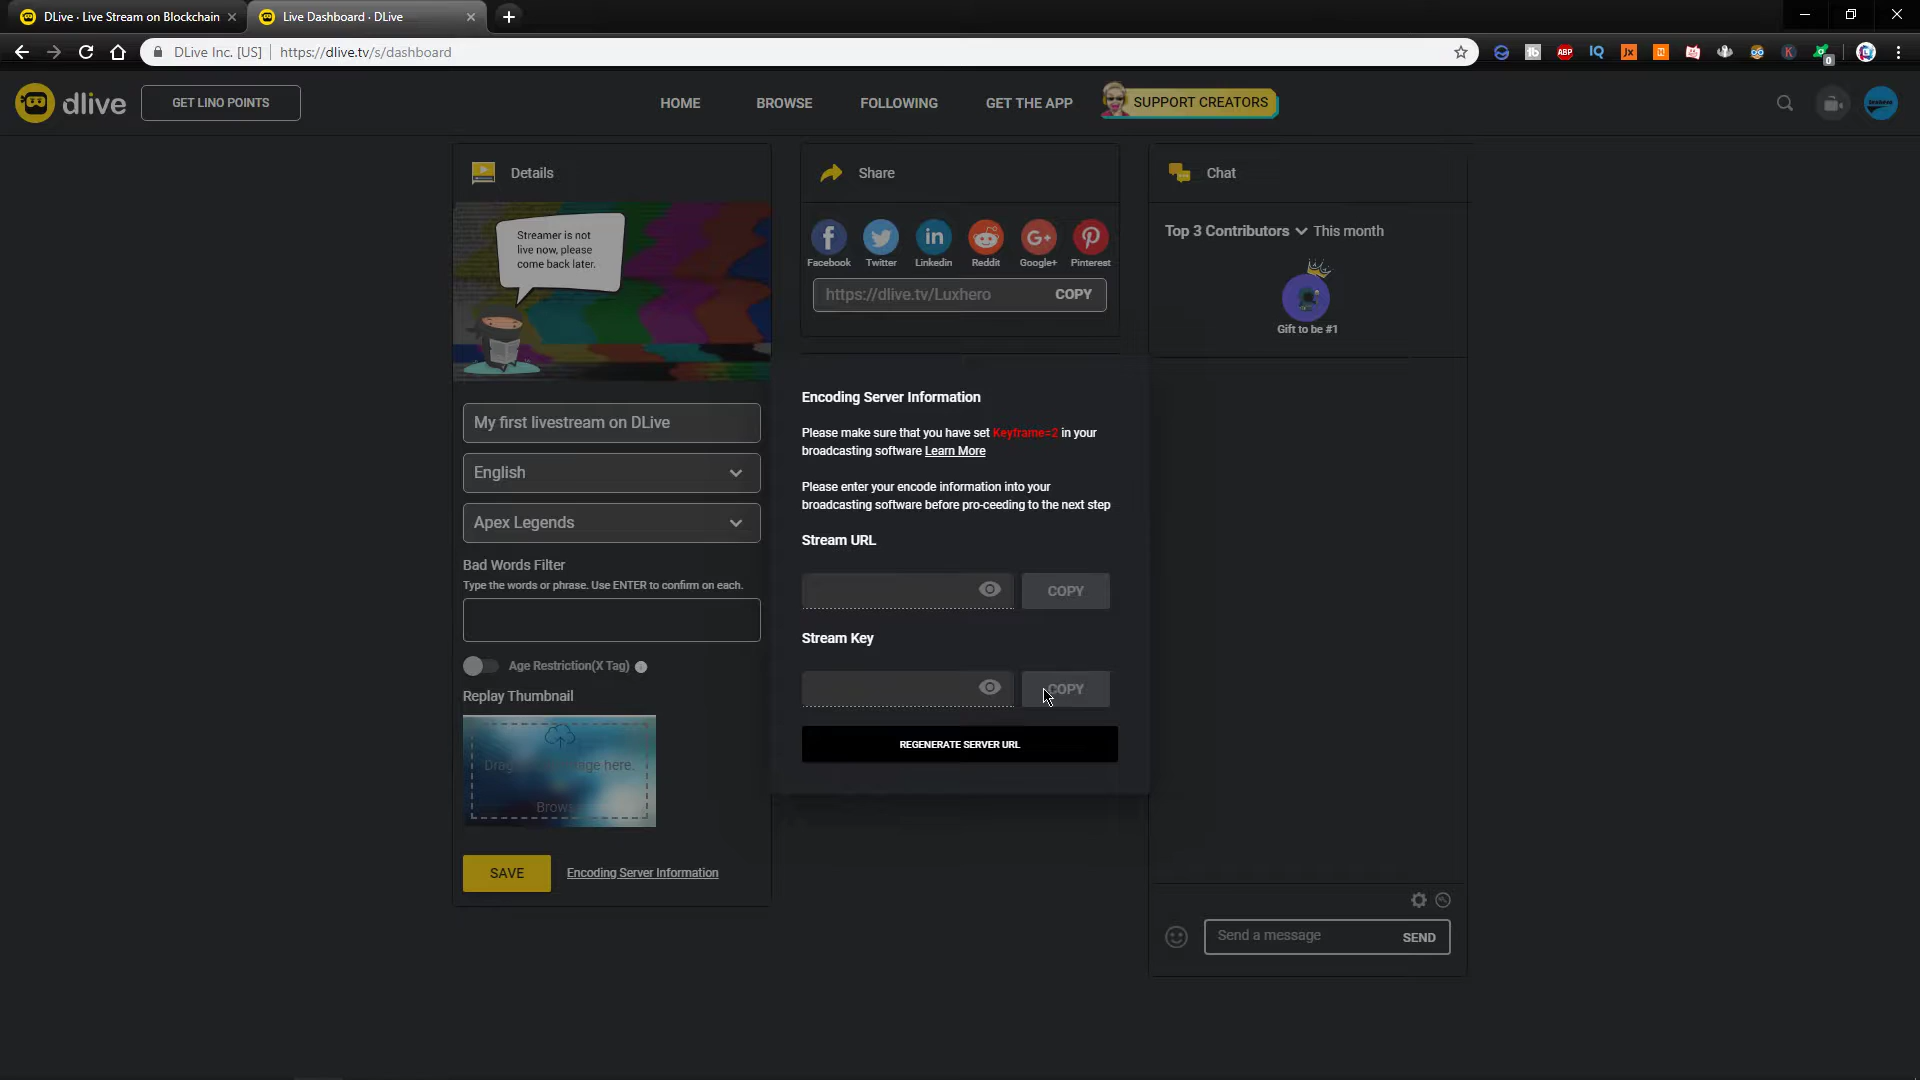 DLive · Live Stream on Blockchain
Live Dashboard · DLive
DLive Inc. [US]
https://dlive.tv/s/dashboard
ABP
IQ
Jx
K
0
dlive
GET LINO POINTS
HOME
BROWSE
FOLLOWING
GET THE APP
SUPPORT CREATORS
Details
Streamer is not
live now, please
come back later.
My first livestream on DLive
English
Apex Legends
Bad Words Filter
Type the words or phrase. Use ENTER to confirm on each.
Age Restriction(X Tag)
Replay Thumbnail
SAVE
Encoding Server Information
Share
Facebook
Twitter
Linkedin
Reddit
Google+
Pinterest
https://dlive.tv/Luxhero
COPY
Encoding Server Information
Please make sure that you have set Keyframe=2 in your
broadcasting software Learn More
Please enter your encode information into your
broadcasting software before pro-ceeding to the next step
Stream URL
COPY
Stream Key
COPY
REGENERATE SERVER URL
Chat
Top 3 Contributors
This month
Gift to be #1
Send a message
SEND